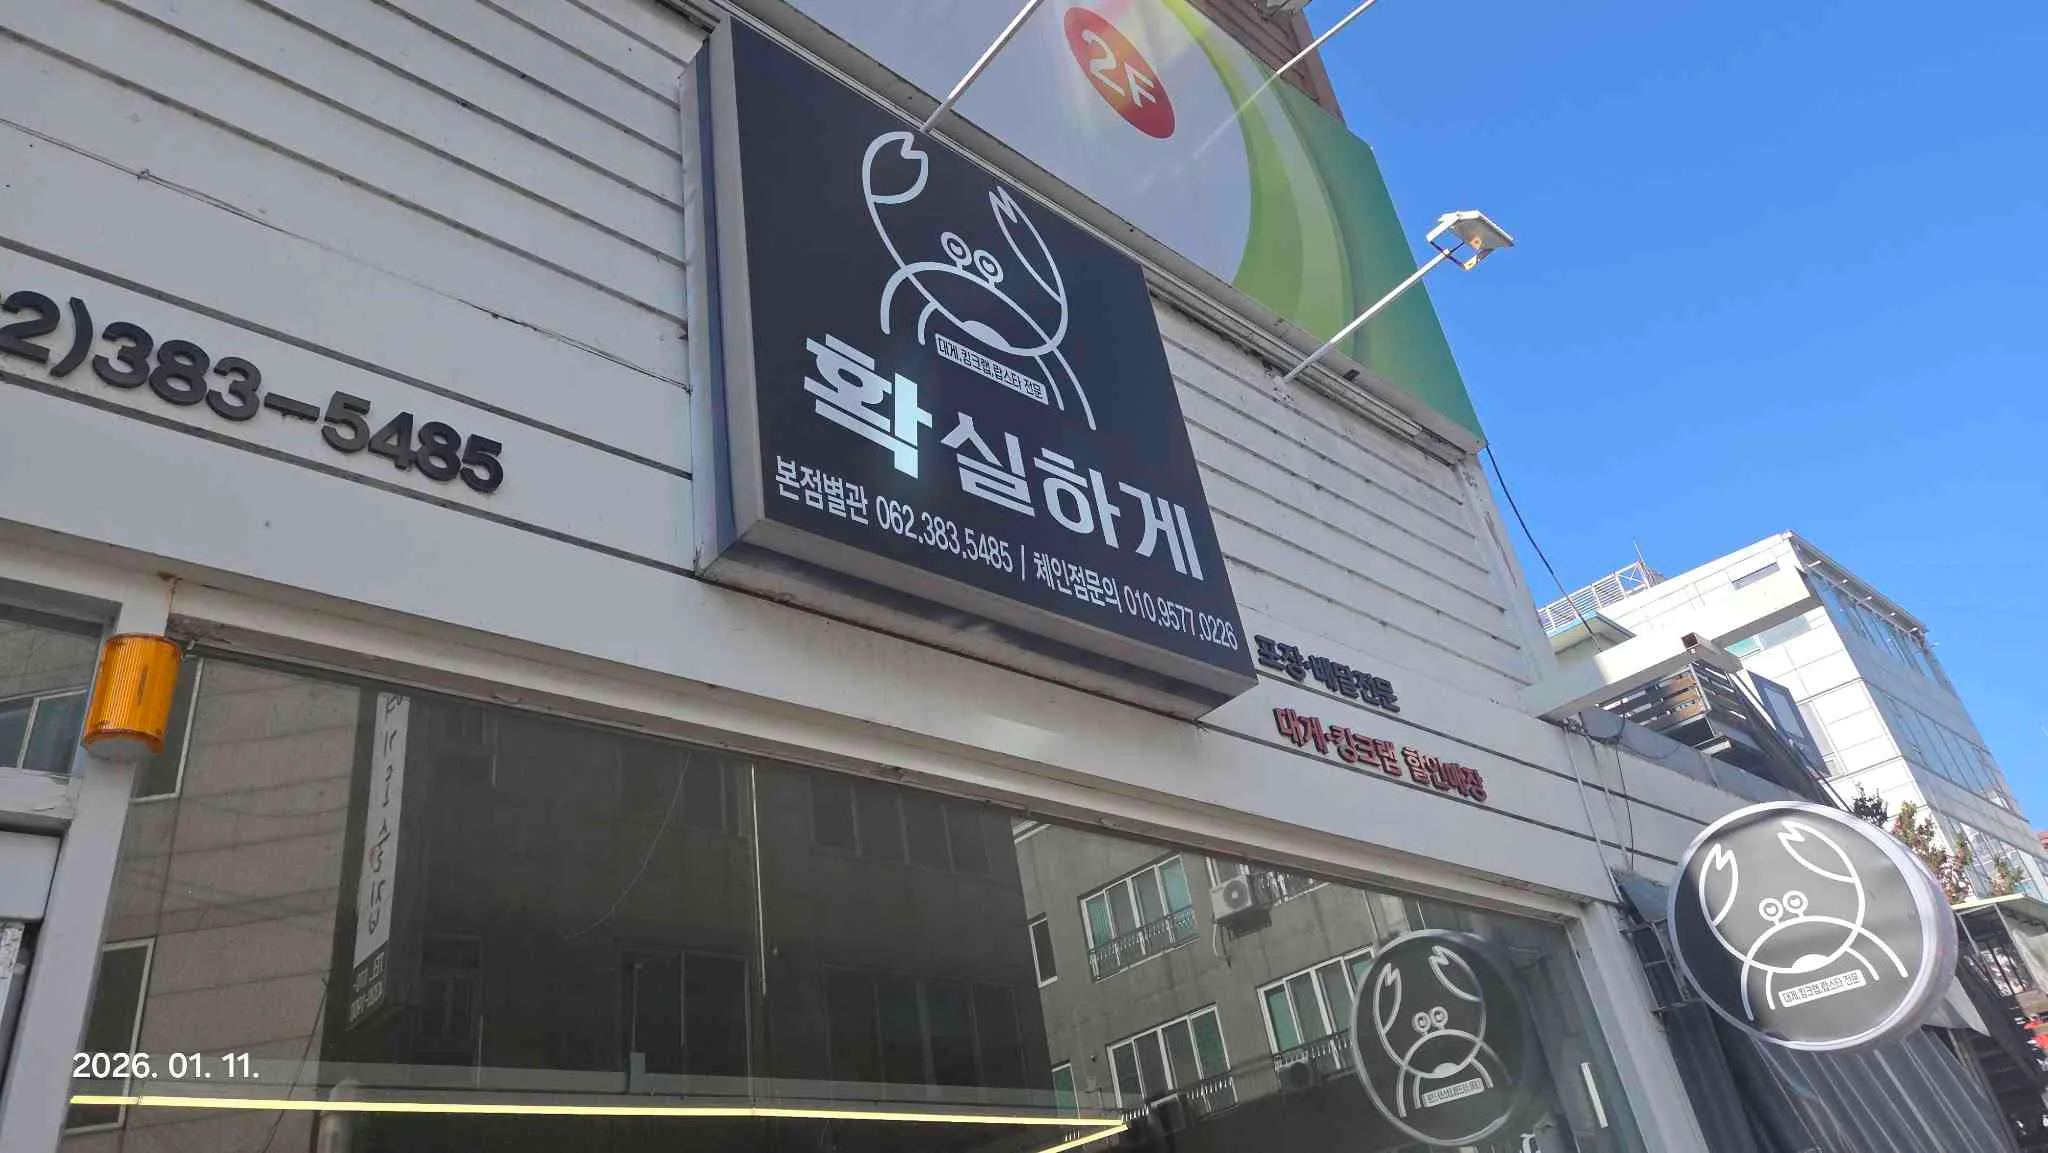 2F
대게,킹크랩,랍스타 전문
확실하게
본점별관 062.383.5485 | 체인점문의 010.9577.0226
2)383-5485
포장·배달전문
대게·킹크랩 할인매장
대게,킹크랩,랍스타 전문
2026. 01. 11.